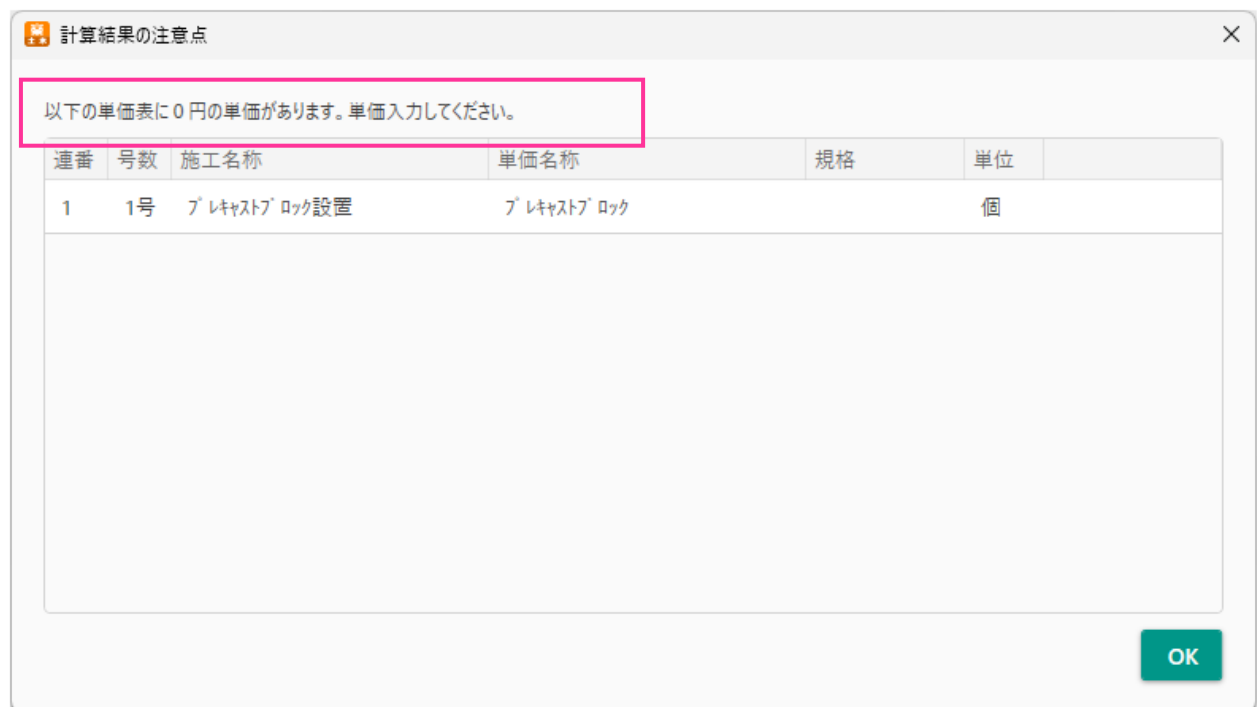 計算結果の注意点
以下の単価表に0円の単価があります。単価入力してください。
連番 号数 施工名称 単価名称 規格 単位
1 1号 プレキャストブロック設置 プレキャストブロック 個
OK